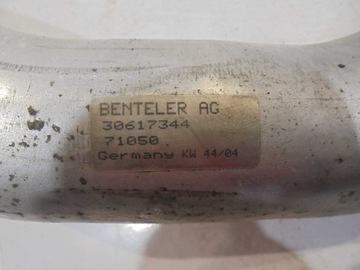 BENTELER AG
30617344
71050
Germany KW 44/04